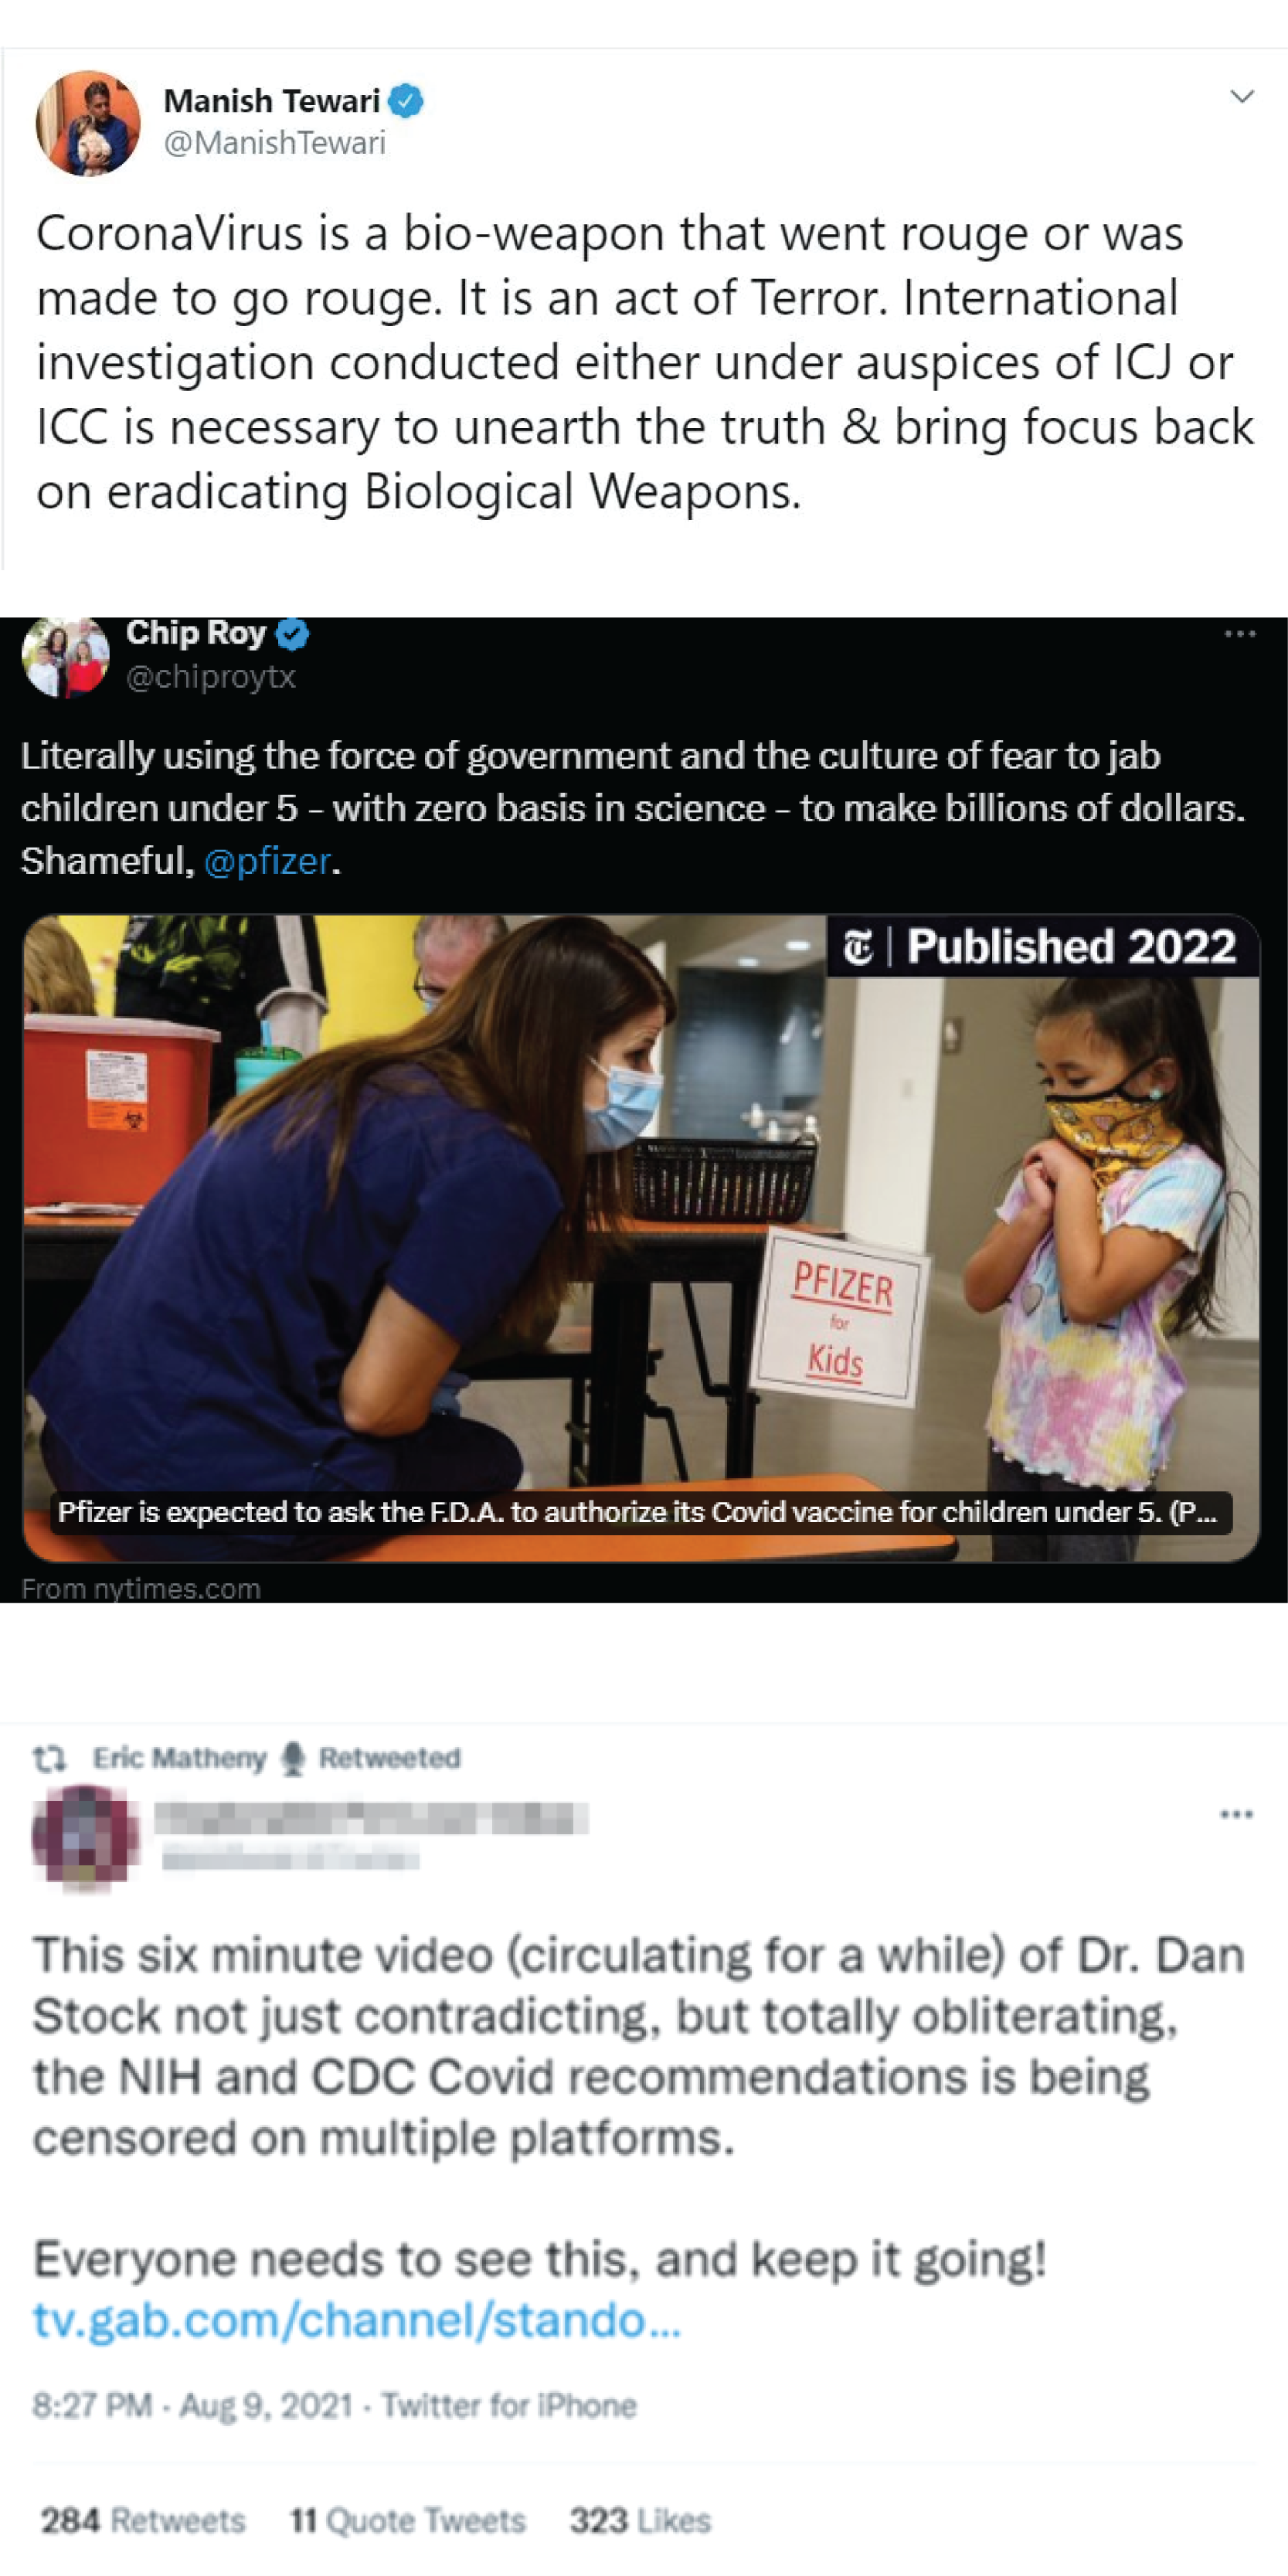 Manish Tewari
@ManishTewari
CoronaVirus is a bio-weapon that went rouge or was
made to go rouge. It is an act of Terror. International
investigation conducted either under auspices of ICJ or
ICC is necessary to unearth the truth & bring focus back
on eradicating Biological Weapons.
Chip Roy
@chiproytx
Literally using the force of government and the culture of fear to jab
children under 5 – with zero basis in science – to make billions of dollars.
Shameful, @pfizer.
T | Published 2022
PFIZER
for
Kids
Pfizer is expected to ask the F.D.A. to authorize its Covid vaccine for children under 5. (P...
From nytimes.com
Eric Matheny Retweeted
This six minute video (circulating for a while) of Dr. Dan
Stock not just contradicting, but totally obliterating,
the NIH and CDC Covid recommendations is being
censored on multiple platforms.
Everyone needs to see this, and keep it going!
tv.gab.com/channel/stando...
8:27 PM · Aug 9, 2021 · Twitter for iPhone
284 Retweets 11 Quote Tweets 323 Likes